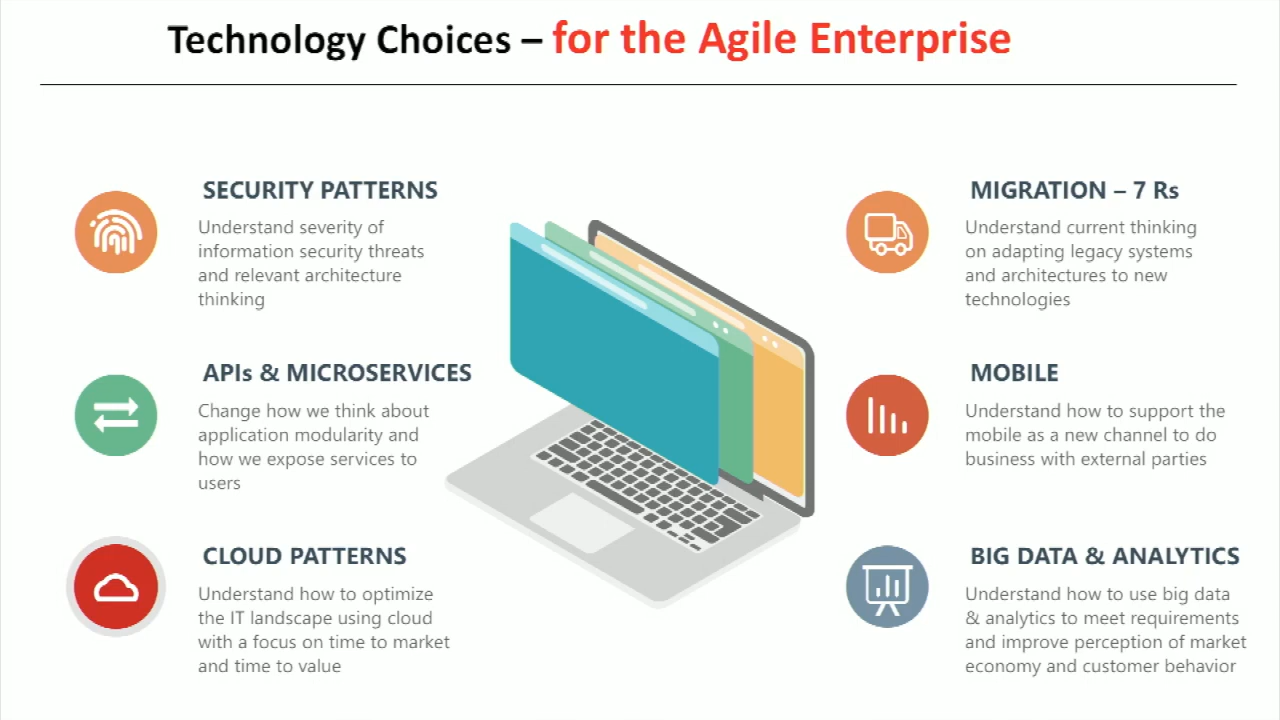 Technology Choices – for the Agile Enterprise
SECURITY PATTERNS
Understand severity of
information security threats
and relevant architecture
thinking
APIs & MICROSERVICES
Change how we think about
application modularity and
how we expose services to
users
CLOUD PATTERNS
Understand how to optimize
the IT landscape using cloud
with a focus on time to market
and time to value
MIGRATION – 7 Rs
Understand current thinking
on adapting legacy systems
and architectures to new
technologies
MOBILE
Understand how to support the
mobile as a new channel to do
business with external parties
BIG DATA & ANALYTICS
Understand how to use big data
& analytics to meet requirements
and improve perception of market
economy and customer behavior